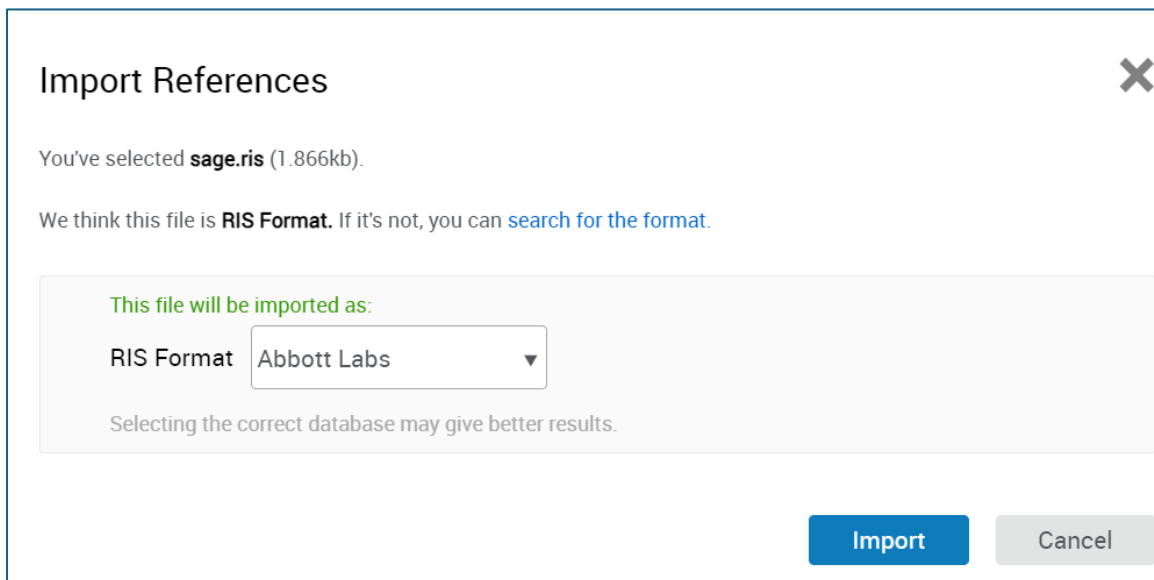 Import References
You've selected sage.ris (1.866kb).
We think this file is RIS Format. If it's not, you can search for the format.
This file will be imported as:
RIS Format Abbott Labs
Selecting the correct database may give better results.
Import Cancel